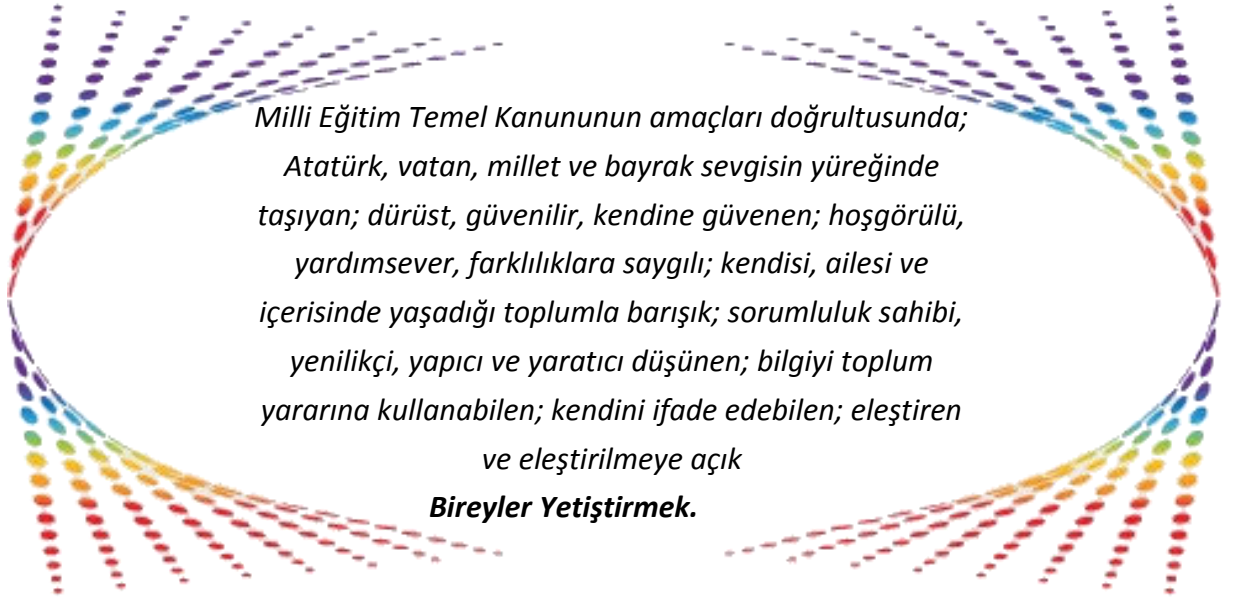 Milli Eğitim Temel Kanununun amaçları doğrultusunda;
Atatürk, vatan, millet ve bayrak sevgisin yüreğinde
taşıyan; dürüst, güvenilir, kendine güvenen; hoşgörülü,
yardımsever, farklılıklara saygılı; kendisi, ailesi ve
içerisinde yaşadığı toplumla barışık; sorumluluk sahibi,
yenilikçi, yapıcı ve yaratıcı düşünen; bilgiyi toplum
yararına kullanabilen; kendini ifade edebilen; eleştiren
ve eleştirilmeye açık
Bireyler Yetiştirmek.